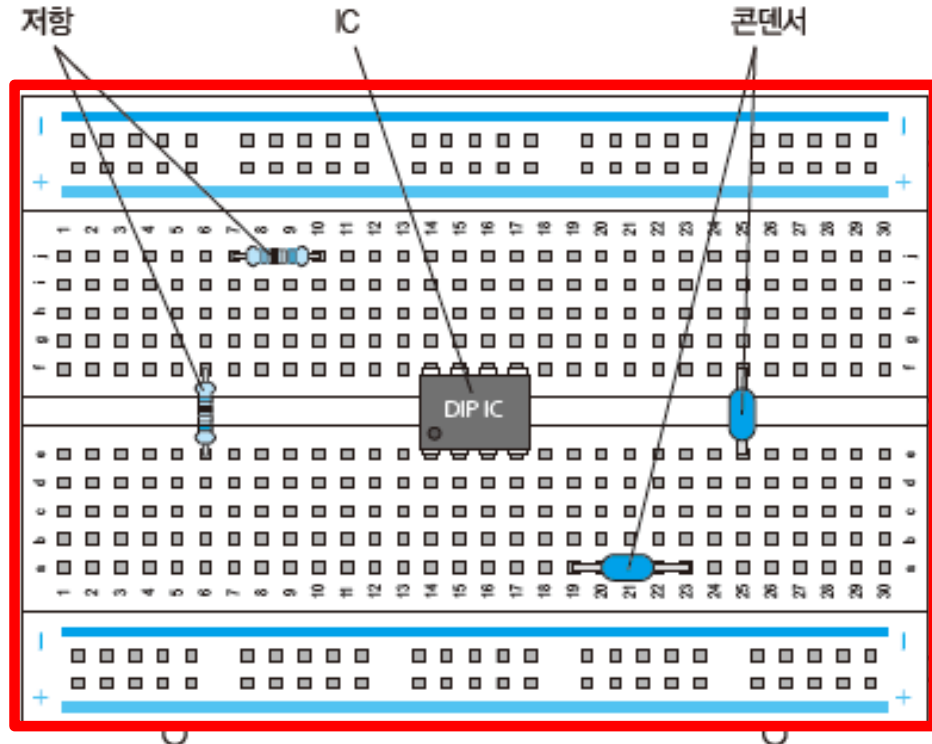 저항 IC 콘덴서
− −
+ +
1 2 3 4 5 6 7 8 9 10 11 12 13 14 15 16 17 18 19 20 21 22 23 24 25 26 27 28 29 30
j j
i i
h h
g g
f f
DIP IC
e e
d d
c c
b b
a a
1 2 3 4 5 6 7 8 9 10 11 12 13 14 15 16 17 18 19 20 21 22 23 24 25 26 27 28 29 30
− −
+ +